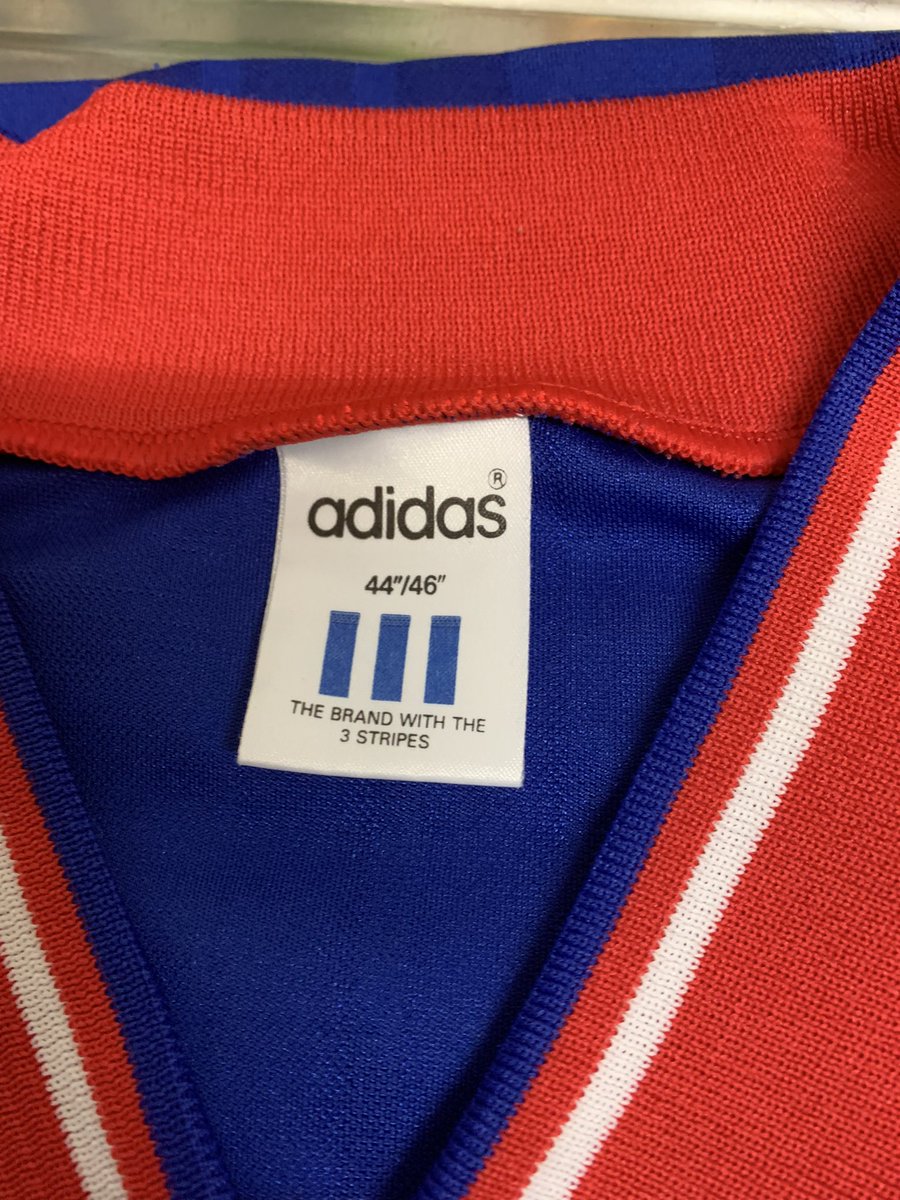 adidas®
44"/46"
THE BRAND WITH THE
3 STRIPES